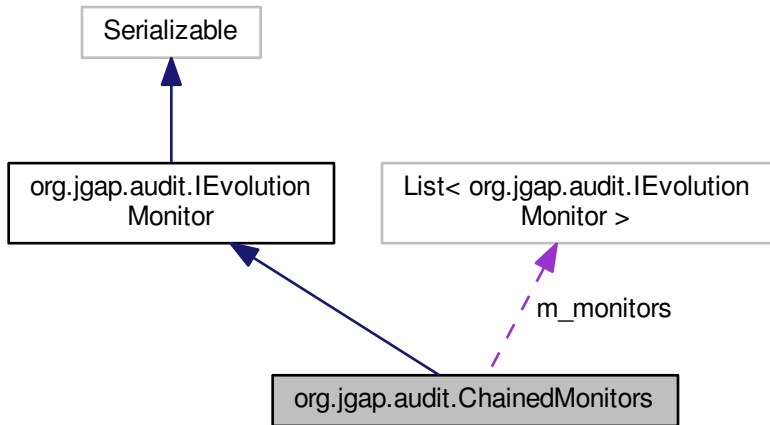 Serializable
org.jgap.audit.IEvolution
Monitor
List< org.jgap.audit.IEvolution
Monitor >
m_monitors
org.jgap.audit.ChainedMonitors